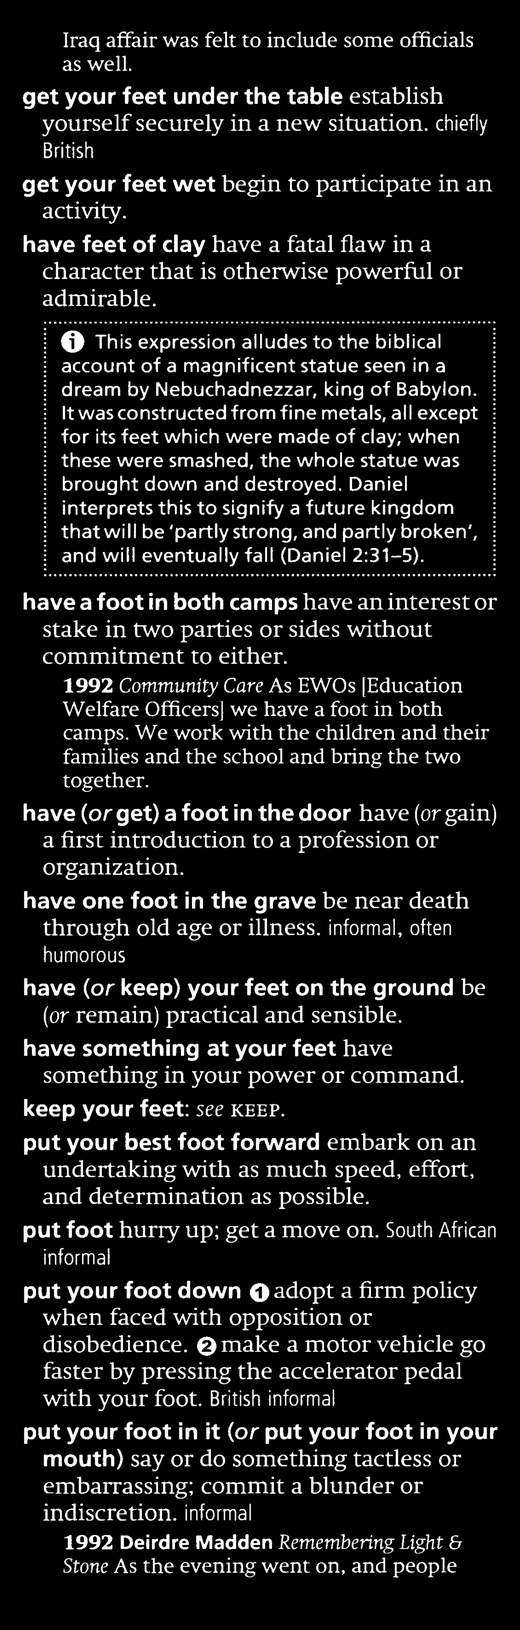 Iraq affair was felt to include some officials
as well.
get your feet under the table establish
yourself securely in a new situation. chiefly
British
get your feet wet begin to participate in an
activity.
have feet of clay have a fatal flaw in a
character that is otherwise powerful or
admirable.
i This expression alludes to the biblical
account of a magnificent statue seen in a
dream by Nebuchadnezzar, king of Babylon.
It was constructed from fine metals, all except
for its feet which were made of clay; when
these were smashed, the whole statue was
brought down and destroyed. Daniel
interprets this to signify a future kingdom
that will be ‘partly strong, and partly broken’,
and will eventually fall (Daniel 2:31–5).
have a foot in both camps have an interest or
stake in two parties or sides without
commitment to either.
1992 Community Care As EWOs [Education
Welfare Officers] we have a foot in both
camps. We work with the children and their
families and the school and bring the two
together.
have (or get) a foot in the door have (or gain)
a first introduction to a profession or
organization.
have one foot in the grave be near death
through old age or illness. informal, often
humorous
have (or keep) your feet on the ground be
(or remain) practical and sensible.
have something at your feet have
something in your power or command.
keep your feet: see KEEP.
put your best foot forward embark on an
undertaking with as much speed, effort,
and determination as possible.
put foot hurry up; get a move on. South African
informal
put your foot down ❶ adopt a firm policy
when faced with opposition or
disobedience. ❷ make a motor vehicle go
faster by pressing the accelerator pedal
with your foot. British informal
put your foot in it (or put your foot in your
mouth) say or do something tactless or
embarrassing; commit a blunder or
indiscretion. informal
1992 Deirdre Madden Remembering Light &
Stone As the evening went on, and people